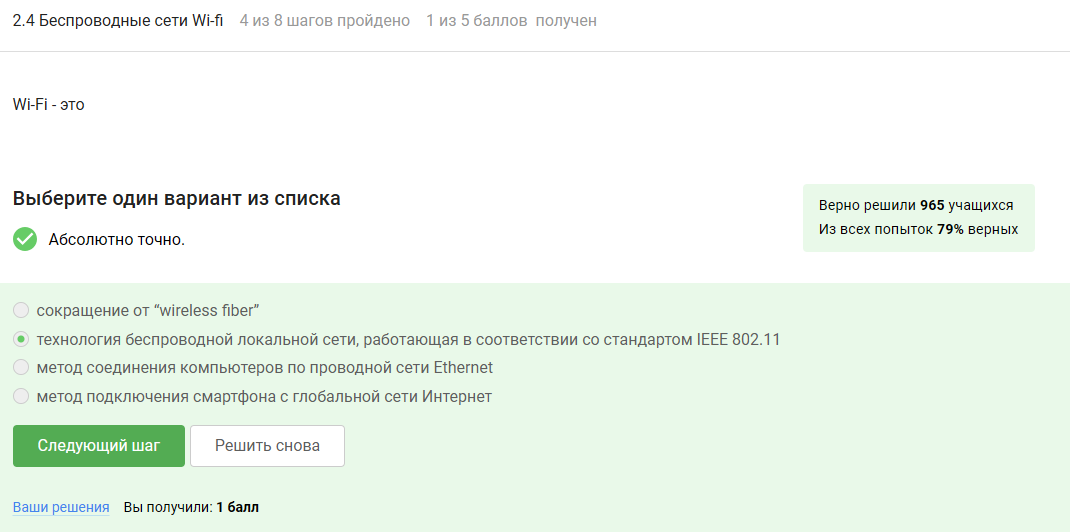 2.4 Беспроводные сети Wi-fi 4 из 8 шагов пройдено 1 из 5 баллов получен
Wi-Fi - это
Выберите один вариант из списка
Абсолютно точно.
Верно решили 965 учащихся
Из всех попыток 79% верных
сокращение от “wireless fiber”
технология беспроводной локальной сети, работающая в соответствии со стандартом IEEE 802.11
метод соединения компьютеров по проводной сети Ethernet
метод подключения смартфона с глобальной сети Интернет
Следующий шаг Решить снова
Ваши решения Вы получили: 1 балл